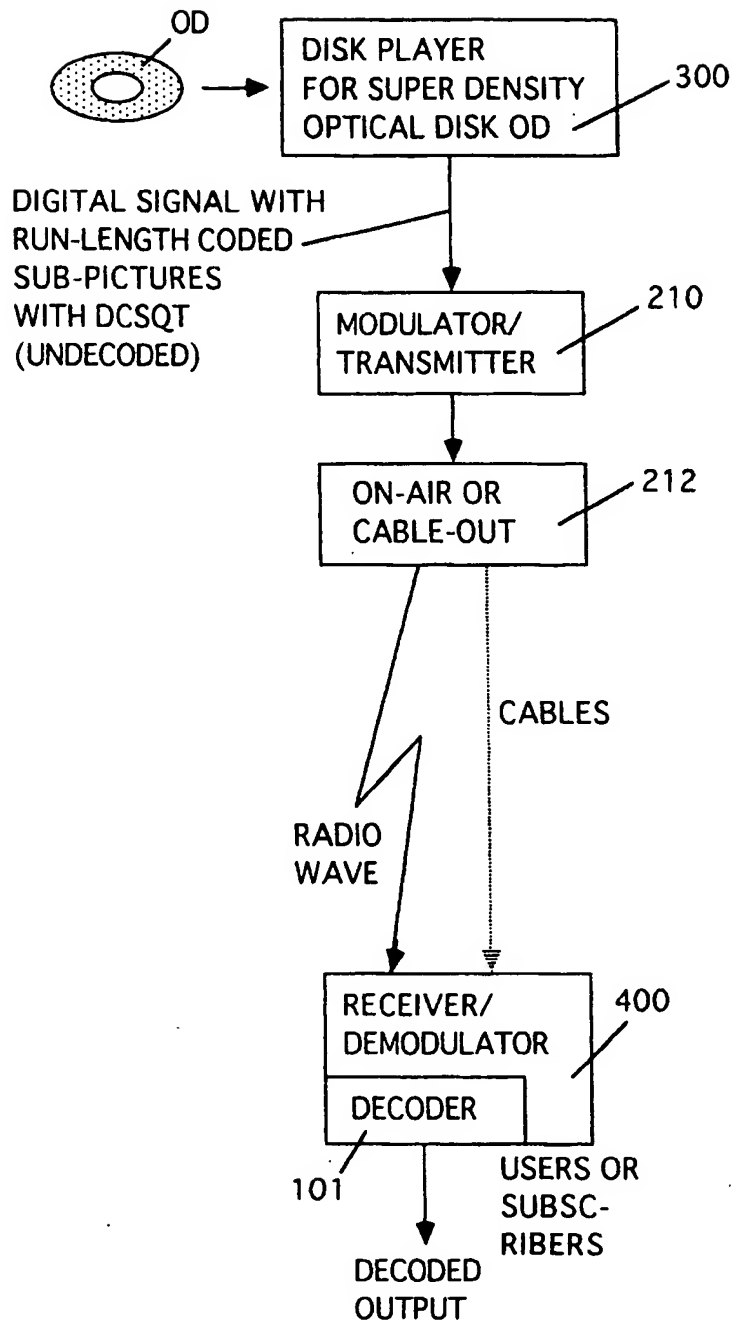 OD
DISK PLAYER
FOR SUPER DENSITY
OPTICAL DISK OD
300
DIGITAL SIGNAL WITH
RUN-LENGTH CODED
SUB-PICTURES
WITH DCSQT
(UNDECODED)
MODULATOR/
TRANSMITTER
210
ON-AIR OR
CABLE-OUT
212
CABLES
RADIO
WAVE
RECEIVER/
DEMODULATOR
400
DECODER
101
USERS OR
SUBSC-
RIBERS
DECODED
OUTPUT